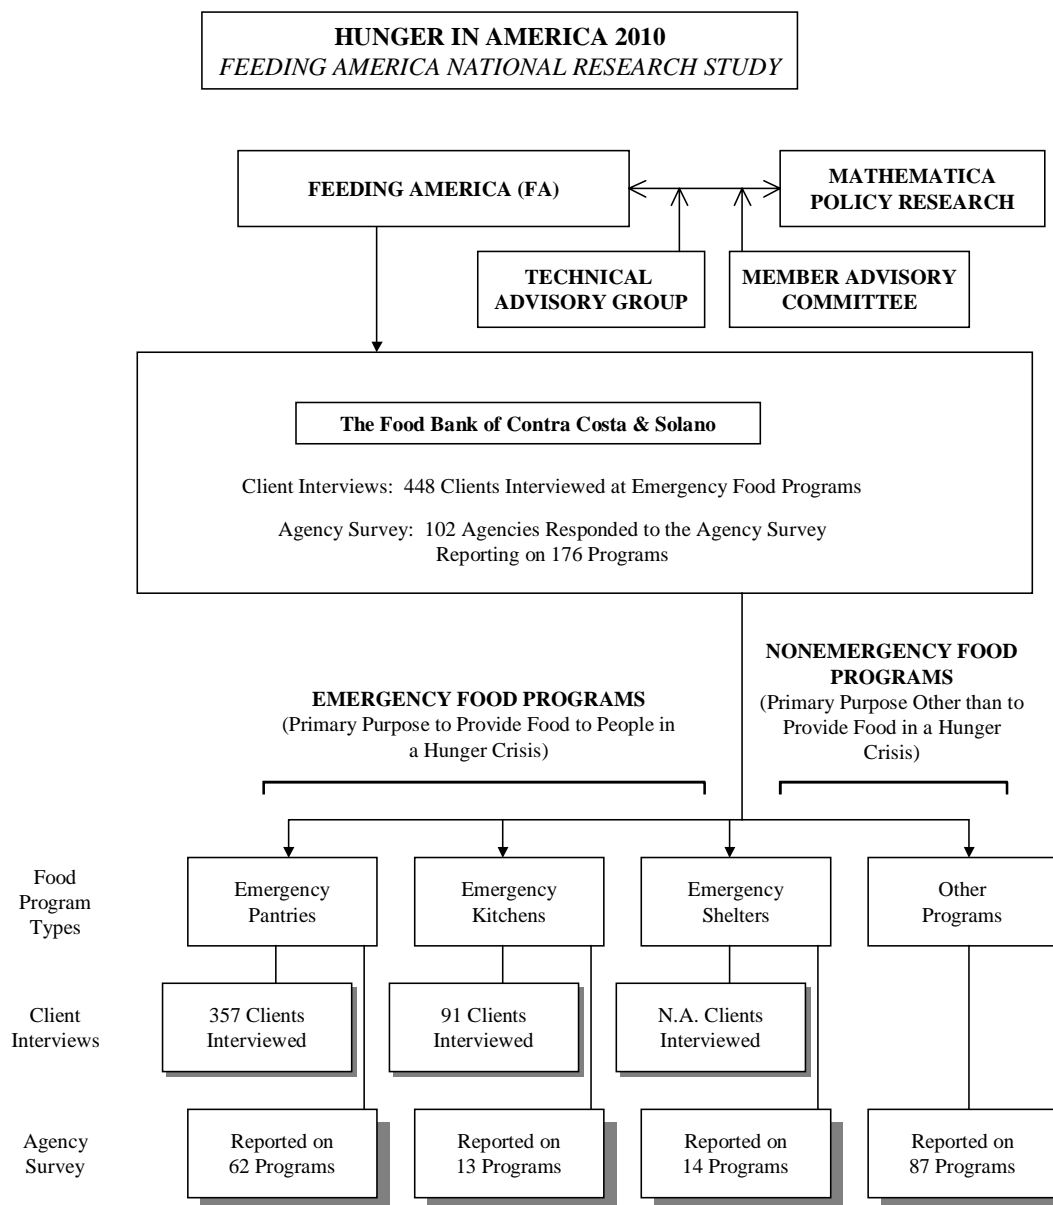 HUNGER IN AMERICA 2010
FEEDING AMERICA NATIONAL RESEARCH STUDY
FEEDING AMERICA (FA)
MATHEMATICA
POLICY RESEARCH
TECHNICAL
ADVISORY GROUP
MEMBER ADVISORY
COMMITTEE
The Food Bank of Contra Costa & Solano
Client Interviews:  448 Clients Interviewed at Emergency Food Programs
Agency Survey:  102 Agencies Responded to the Agency Survey
Reporting on 176 Programs
EMERGENCY FOOD PROGRAMS
(Primary Purpose to Provide Food to People in
a Hunger Crisis)
NONEMERGENCY FOOD
PROGRAMS
(Primary Purpose Other than to
Provide Food in a Hunger
Crisis)
Food
Program
Types
Emergency
Pantries
Emergency
Kitchens
Emergency
Shelters
Other
Programs
Client
Interviews
357 Clients
Interviewed
91 Clients
Interviewed
N.A. Clients
Interviewed
Agency
Survey
Reported on
62 Programs
Reported on
13 Programs
Reported on
14 Programs
Reported on
87 Programs